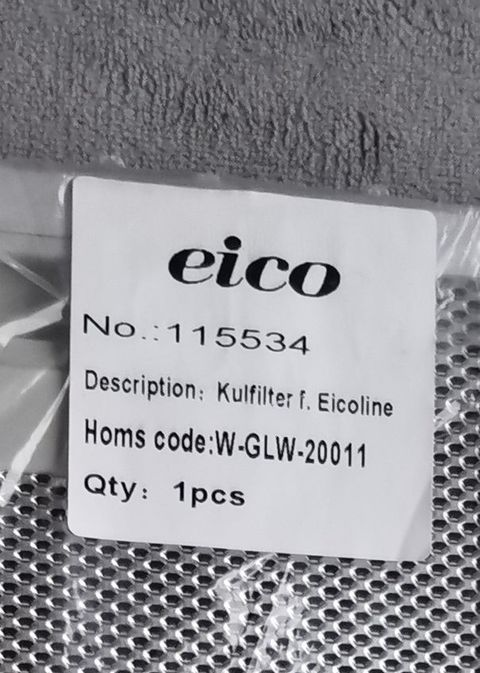 eico
No.:115534
Description: Kulfilter f. Eicoline
Homs code:W-GLW-20011
Qty: 1pcs